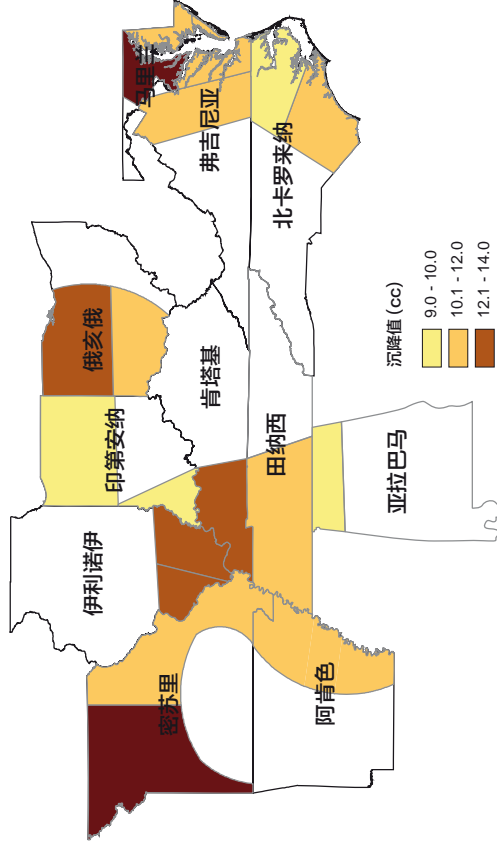 马里兰
弗吉尼亚
北卡罗来纳
俄亥俄
肯塔基
印第安纳
田纳西
伊利诺伊
亚拉巴马
密苏里
阿肯色
沉降值 (cc)
9.0 - 10.0
10.1 - 12.0
12.1 - 14.0